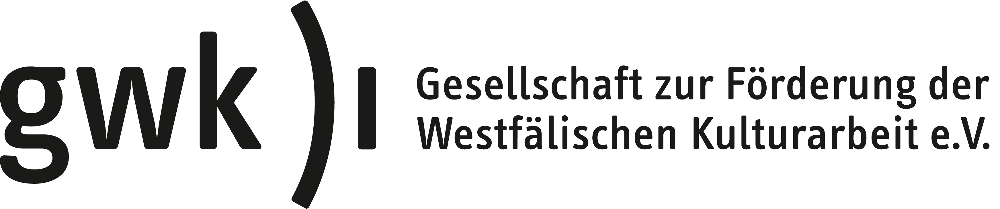 gwk
Gesellschaft zur Förderung der
Westfälischen Kulturarbeit e.V.